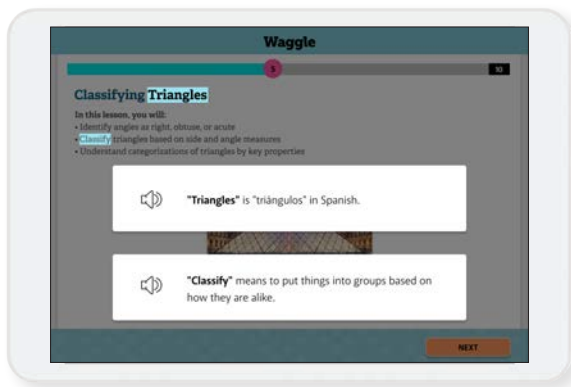 Waggle
5
10
Classifying Triangles
In this lesson, you will:
• Identify angles as right, obtuse, or acute
• Classify triangles based on side and angle measures
• Understand categorizations of triangles by key properties
"Triangles" is "triángulos" in Spanish.
"Classify" means to put things into groups based on
how they are alike.
NEXT